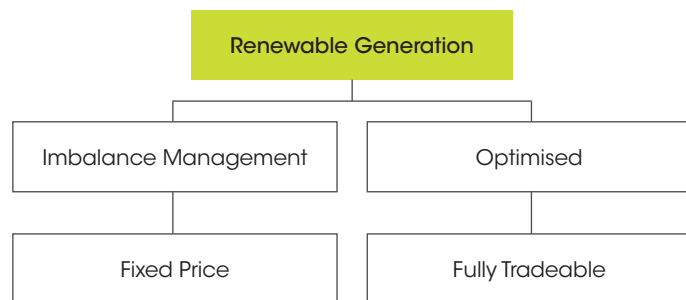 Renewable Generation
Imbalance Management
Optimised
Fixed Price
Fully Tradeable